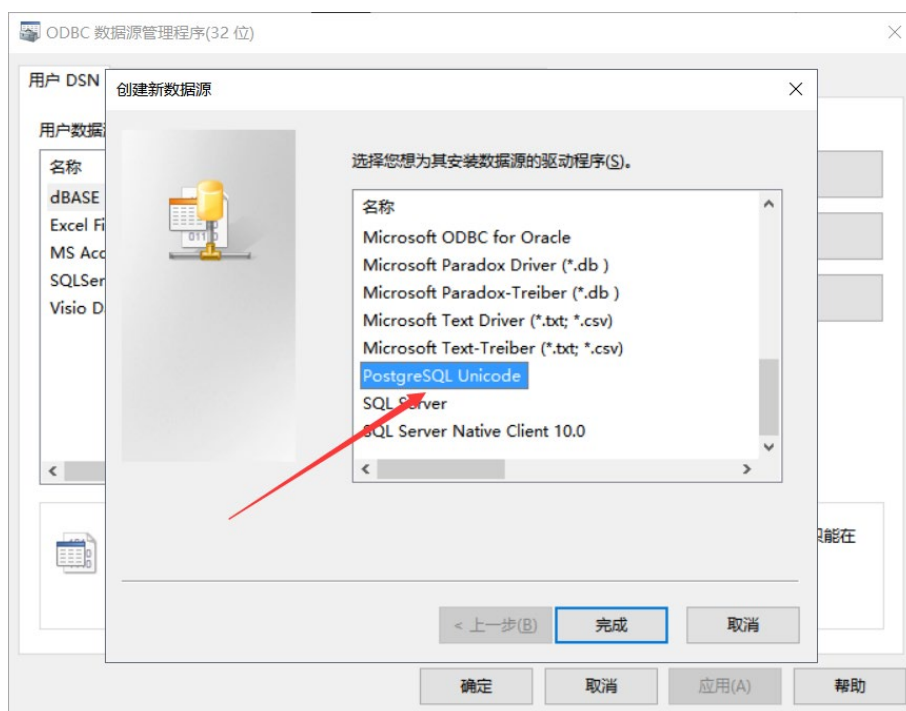 ODBC 数据源管理程序(32 位)
用户 DSN
创建新数据源
用户数据
名称
dBASE
Excel Fi
MS Acc
SQLSer
Visio D
选择您想为其安装数据源的驱动程序(S)。
名称
Microsoft ODBC for Oracle
Microsoft Paradox Driver (*.db )
Microsoft Paradox-Treiber (*.db )
Microsoft Text Driver (*.txt; *.csv)
Microsoft Text-Treiber (*.txt; *.csv)
PostgreSQL Unicode
SQL Server
SQL Server Native Client 10.0
能在
< 上一步(B)
完成
取消
确定
取消
应用(A)
帮助